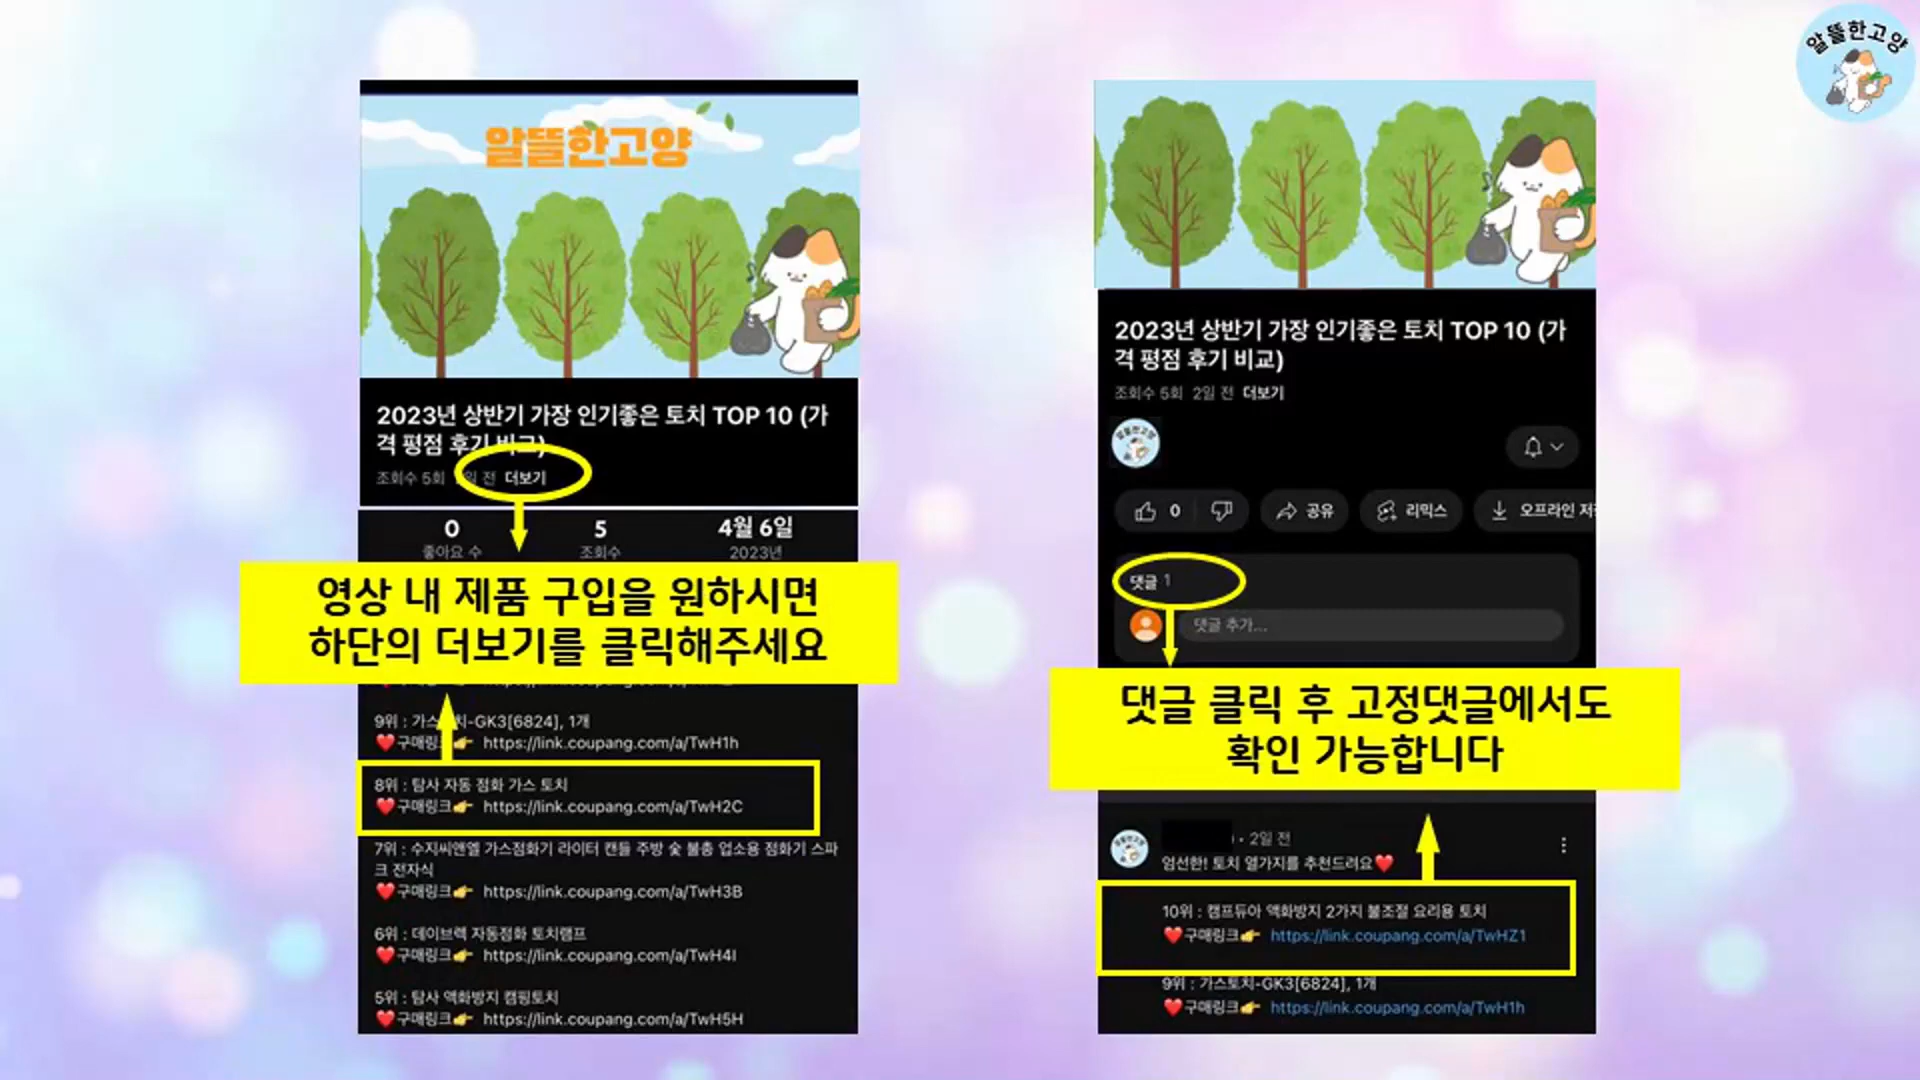 알뜰한고양
알뜰한고양
2023년 상반기 가장 인기좋은 토치 TOP 10 (가
격 평점 후기 비교)
조회수 5회 일 전 더보기
0 5 4월 6일
좋아요 수 조회수 2023년
영상 내 제품 구입을 원하시면
하단의 더보기를 클릭해주세요
9위 : 가스토치-GK3[6824], 1개
❤️구매링크👉 https://link.coupang.com/a/TwH1h
8위 : 탐사 자동 점화 가스 토치
❤️구매링크👉 https://link.coupang.com/a/TwH2C
7위 : 수지씨앤엘 가스점화기 라이터 캔들 주방 숯 불총 업소용 점화기 스파
크 전자식
❤️구매링크👉 https://link.coupang.com/a/TwH3B
6위 : 데이브렉 자동점화 토치램프
❤️구매링크👉 https://link.coupang.com/a/TwH4I
5위 : 탐사 액화방지 캠핑토치
❤️구매링크👉 https://link.coupang.com/a/TwH5H
2023년 상반기 가장 인기좋은 토치 TOP 10 (가
격 평점 후기 비교)
조회수 5회 2일 전 더보기
알뜰한고양
0 공유 리믹스 오프라인 저
댓글 1
댓글 추가...
댓글 클릭 후 고정댓글에서도
확인 가능합니다
알뜰한고양
• 2일 전
엄선한! 토치 열가지를 추천드려요❤️
10위 : 캠프듀아 액화방지 2가지 불조절 요리용 토치
❤️구매링크👉 https://link.coupang.com/a/TwHZ1
9위 : 가스토치-GK3[6824], 1개
❤️구매링크👉 https://link.coupang.com/a/TwH1h